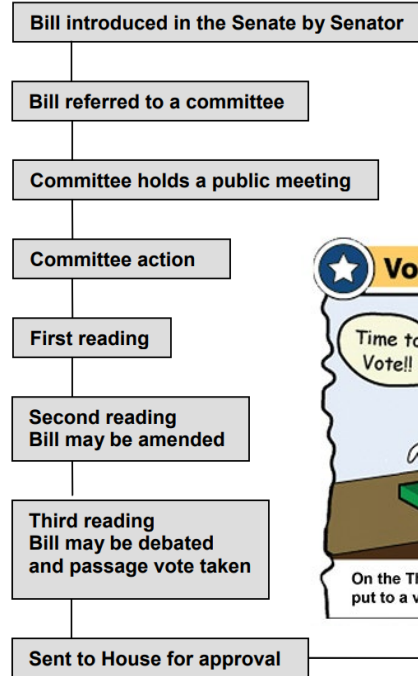 Bill introduced in the Senate by Senator
Bill referred to a committee
Committee holds a public meeting
Committee action
First reading
Second reading
Bill may be amended
Third reading
Bill may be debated
and passage vote taken
Sent to House for approval
Time to
Vote!!
On the
put to a